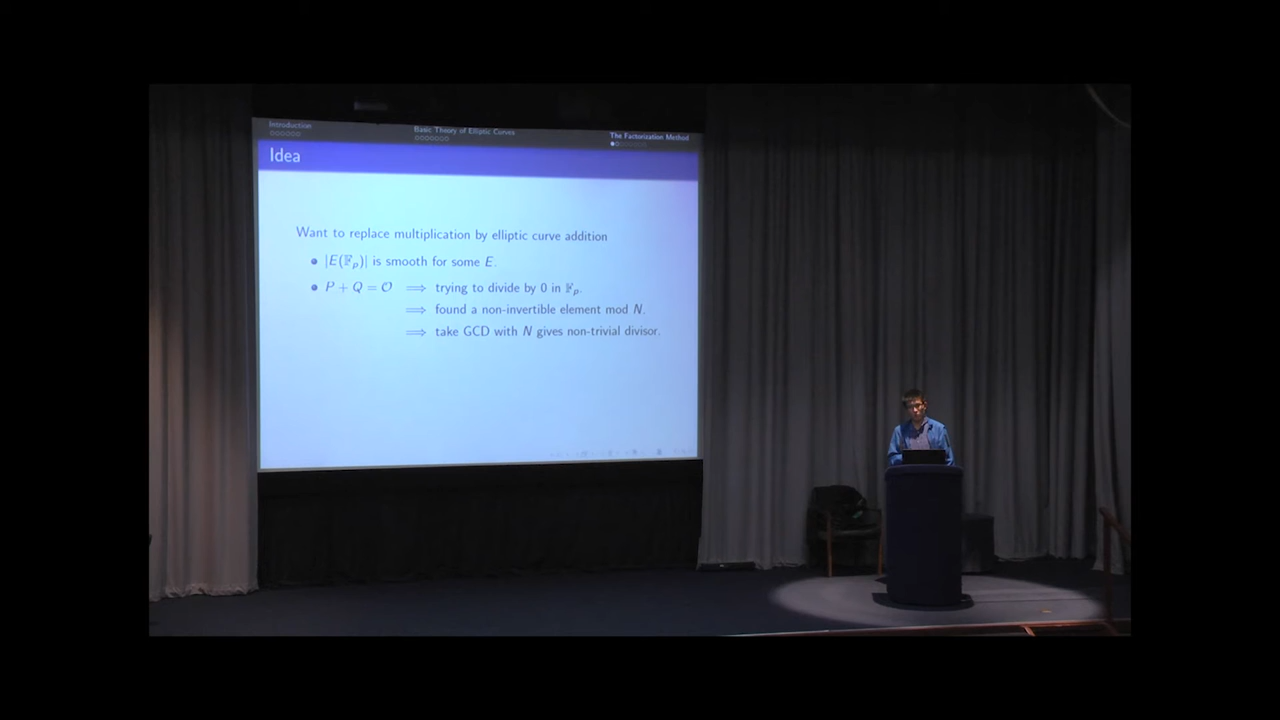 Introduction
Basic Theory of Elliptic Curves
The Factorization Method
Idea
Want to replace multiplication by elliptic curve addition
• |E(𝔽ₚ)| is smooth for some E.
• P + Q = 𝒪 ⟹ trying to divide by 0 in 𝔽ₚ.
⟹ found a non-invertible element mod N.
⟹ take GCD with N gives non-trivial divisor.